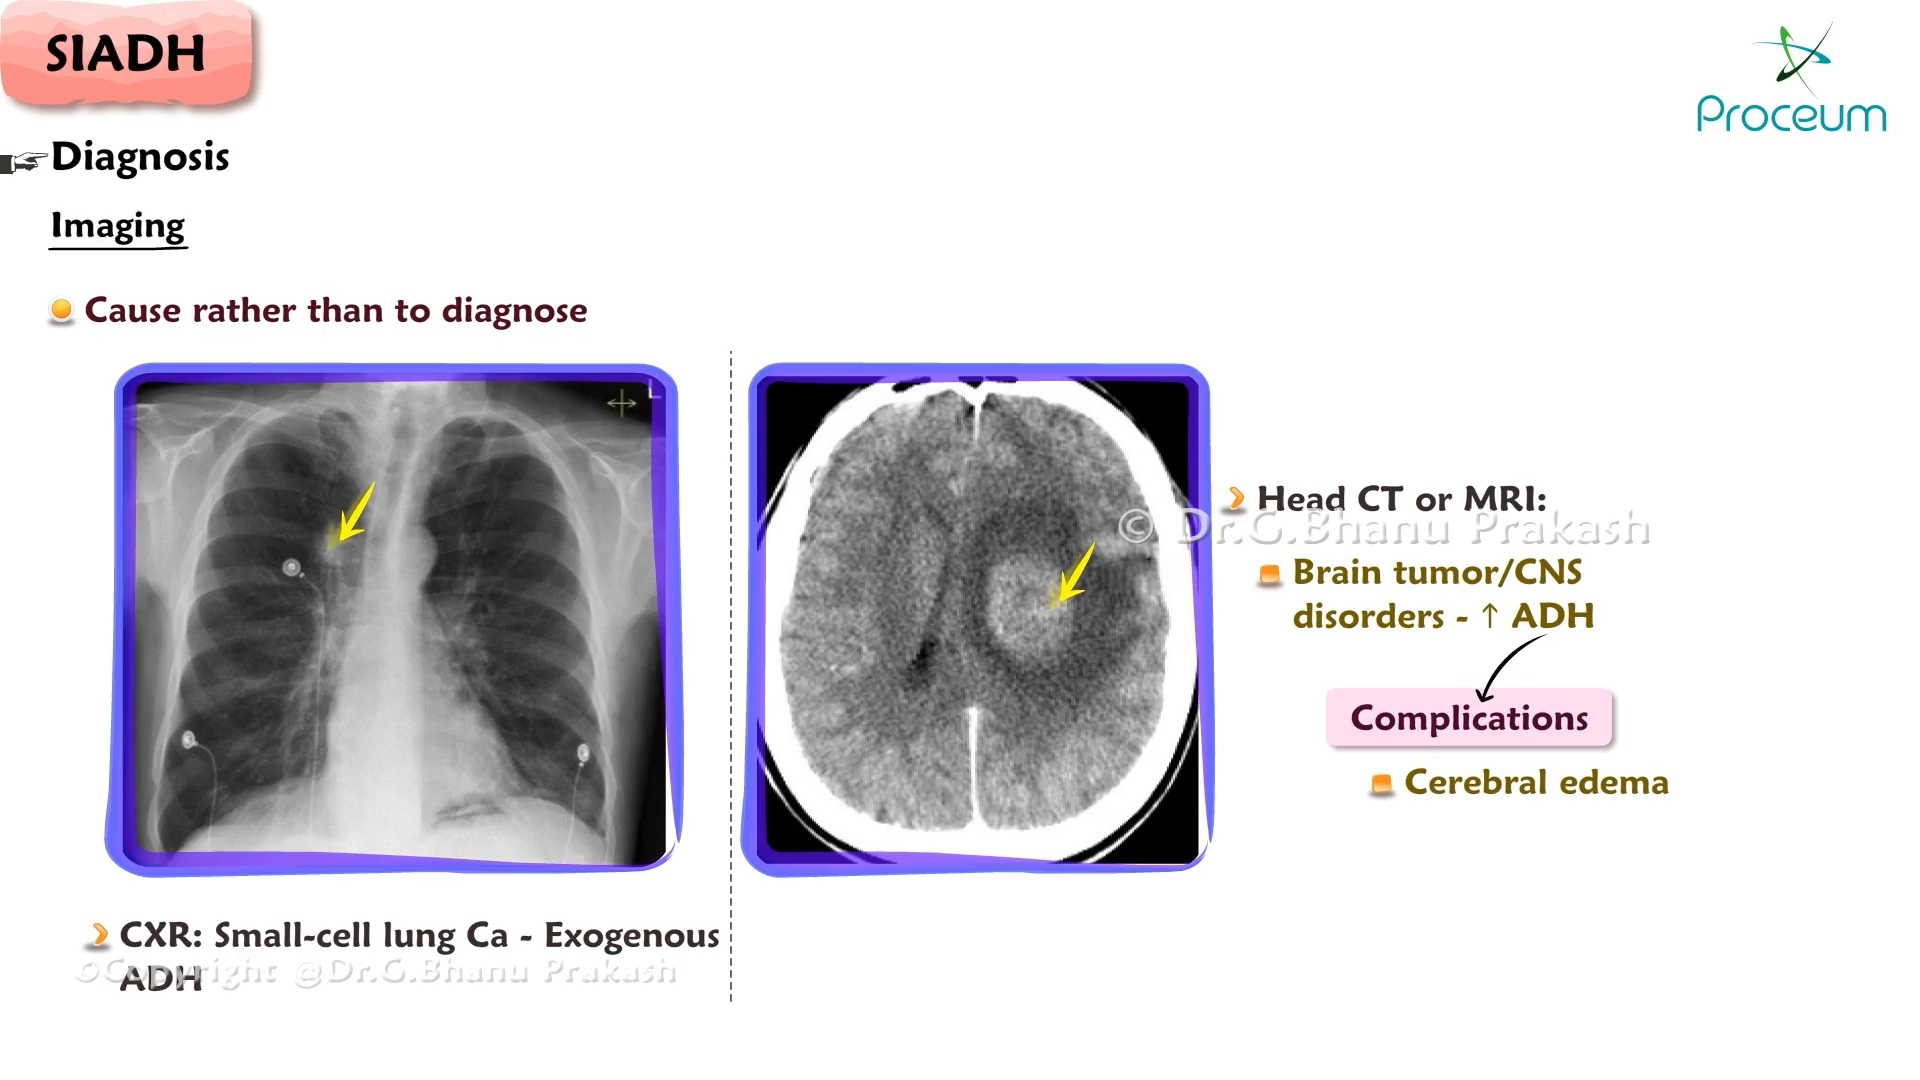 SIADH
Proceum
Diagnosis
Imaging
Cause rather than to diagnose
L
Head CT or MRI:
© Dr.G.Bhanu Prakash
Brain tumor/CNS
disorders - ↑ ADH
Complications
Cerebral edema
CXR: Small-cell lung Ca - Exogenous
ADH
©Copyright @Dr.G.Bhanu Prakash